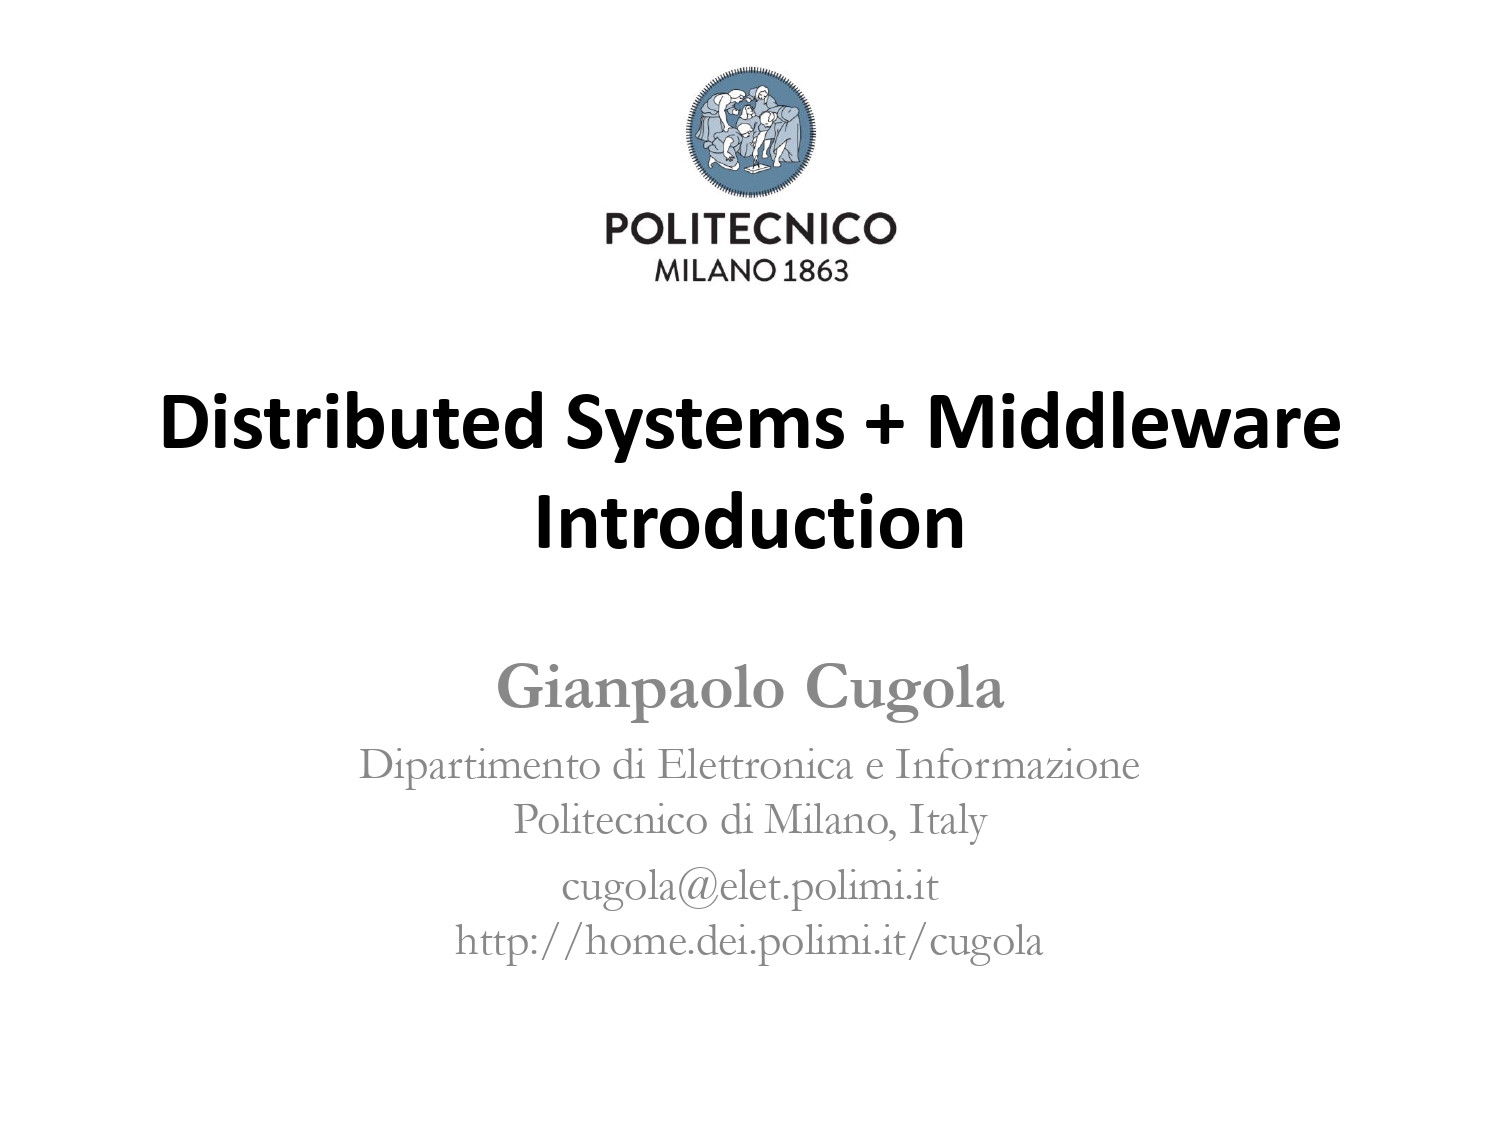 POLITECNICO
MILANO 1863
Distributed Systems + Middleware
Introduction
Gianpaolo Cugola
Dipartimento di Elettronica e Informazione
Politecnico di Milano, Italy
cugola@elet.polimi.it
http://home.dei.polimi.it/cugola